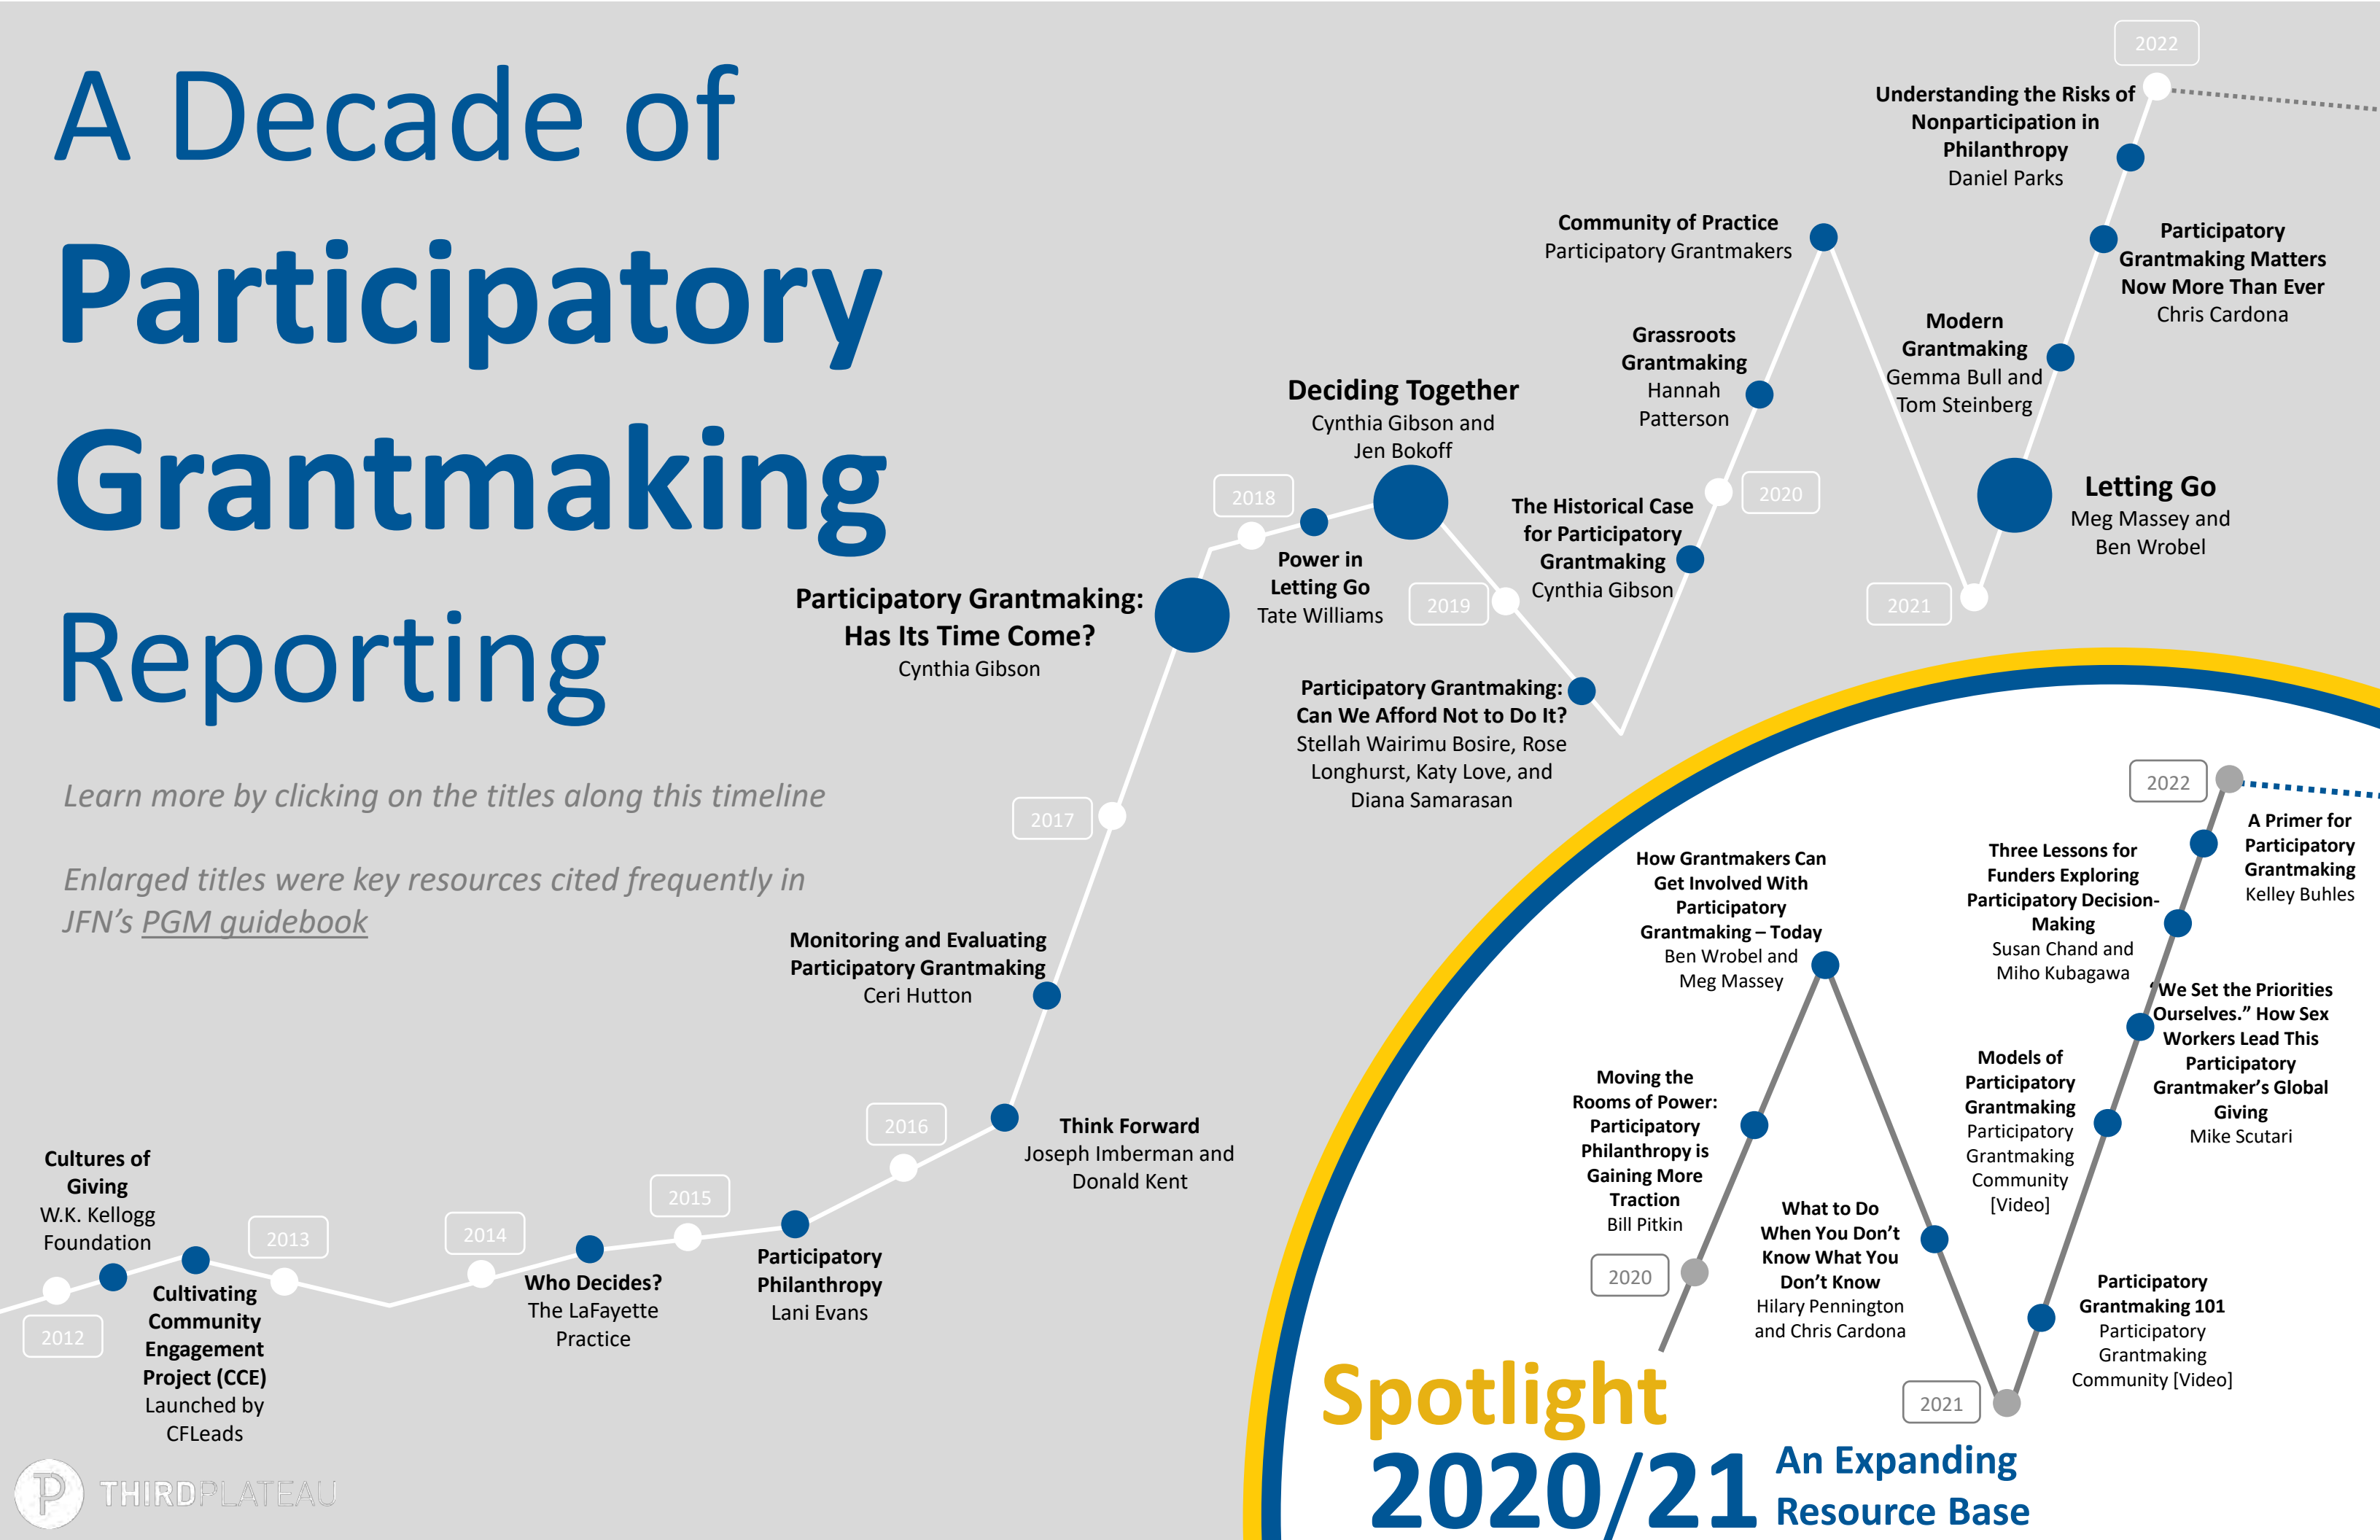 A Decade of
Participatory
Grantmaking
Reporting
Learn more by clicking on the titles along this timeline
Enlarged titles were key resources cited frequently in
JFN’s PGM guidebook
2012
Cultures of
Giving
W.K. Kellogg
Foundation
Cultivating
Community
Engagement
Project (CCE)
Launched by
CFLeads
2013
2014
Who Decides?
The LaFayette
Practice
2015
Participatory
Philanthropy
Lani Evans
2016
Think Forward
Joseph Imberman and
Donald Kent
Monitoring and Evaluating
Participatory Grantmaking
Ceri Hutton
2017
Participatory Grantmaking:
Has Its Time Come?
Cynthia Gibson
2018
Power in
Letting Go
Tate Williams
Deciding Together
Cynthia Gibson and
Jen Bokoff
2019
Participatory Grantmaking:
Can We Afford Not to Do It?
Stellah Wairimu Bosire, Rose
Longhurst, Katy Love, and
Diana Samarasan
The Historical Case
for Participatory
Grantmaking
Cynthia Gibson
2020
Grassroots
Grantmaking
Hannah
Patterson
Community of Practice
Participatory Grantmakers
2021
Letting Go
Meg Massey and
Ben Wrobel
Modern
Grantmaking
Gemma Bull and
Tom Steinberg
Participatory
Grantmaking Matters
Now More Than Ever
Chris Cardona
Understanding the Risks of
Nonparticipation in
Philanthropy
Daniel Parks
2022
Spotlight
2020/21
An Expanding
Resource Base
2020
Moving the
Rooms of Power:
Participatory
Philanthropy is
Gaining More
Traction
Bill Pitkin
How Grantmakers Can
Get Involved With
Participatory
Grantmaking – Today
Ben Wrobel and
Meg Massey
What to Do
When You Don’t
Know What You
Don’t Know
Hilary Pennington
and Chris Cardona
2021
Participatory
Grantmaking 101
Participatory
Grantmaking
Community [Video]
Models of
Participatory
Grantmaking
Participatory
Grantmaking
Community
[Video]
“We Set the Priorities
Ourselves.” How Sex
Workers Lead This
Participatory
Grantmaker’s Global
Giving
Mike Scutari
Three Lessons for
Funders Exploring
Participatory Decision-
Making
Susan Chand and
Miho Kubagawa
A Primer for
Participatory
Grantmaking
Kelley Buhles
2022
THIRDPLATEAU